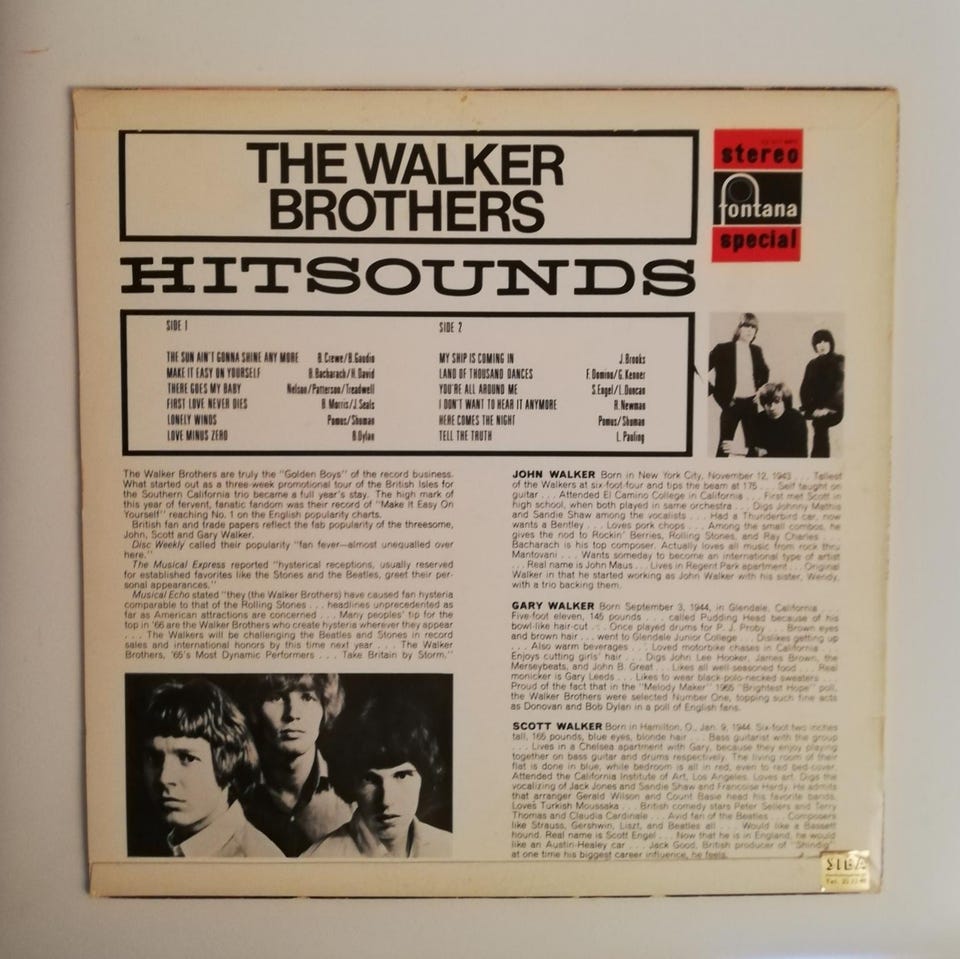 THE WALKER
BROTHERS
stereo
fontana
special
HITSOUNDS
SIDE 1
THE SUN AIN'T GONNA SHINE ANY MORE B. Crewe/B. Gaudio
MAKE IT EASY ON YOURSELF B. Bacharach/H. David
THERE GOES MY BABY Nelson/Patterson/Treadwell
FIRST LOVE NEVER DIES B. Morris/J. Seals
LONELY WINDS Pomus/Shuman
LOVE MINUS ZERO B. Dylan
SIDE 2
MY SHIP IS COMING IN J. Brooks
LAND OF THOUSAND DANCES F. Domino/G. Kenner
YOU'RE ALL AROUND ME S. Engel/L. Duncan
I DON'T WANT TO HEAR IT ANYMORE R. Newman
HERE COMES THE NIGHT Pomus/Shuman
TELL THE TRUTH L. Pauling
The Walker Brothers are truly the "Golden Boys" of the record business.
What started out as a three-week promotional tour of the British Isles for
the Southern California trio became a full year's stay. The high mark of
this year of fervent, fanatic fandom was their record of "Make It Easy On
Yourself" reaching No. 1 on the English popularity charts.
British fan and trade papers reflect the fab popularity of the threesome,
John, Scott and Gary Walker.
Disc Weekly called their popularity "fan fever—almost unequalled over
here."
The Musical Express reported "hysterical receptions, usually reserved
for established favorites like the Stones and the Beatles, greet their per-
sonal appearances."
Musical Echo stated "they (the Walker Brothers) have caused fan hysteria
comparable to that of the Rolling Stones . . . headlines unprecedented as
far as American attractions are concerned . . . Many peoples' tip for the
top in '66 are the Walker Brothers who create hysteria wherever they appear
. . . The Walkers will be challenging the Beatles and Stones in record
sales and international honors by this time next year . . . The Walker
Brothers, '65's Most Dynamic Performers . . . Take Britain by Storm."
JOHN WALKER Born in New York City, November 12, 1943 . . . Tallest
of the Walkers at six-foot-four and tips the beam at 175 . . . Self taught on
guitar . . . Attended El Camino College in California . . . First met Scott in
high school, when both played in same orchestra . . . Digs Johnny Mathis
and Sandie Shaw among the vocalists . . . Had a Thunderbird car, now
wants a Bentley . . . Loves pork chops . . . Among the small combos, he
gives the nod to Rockin' Berries, Rolling Stones, and Ray Charles . . .
Bacharach is his top composer. Actually loves all music from rock thru
Mantovani . . . Wants someday to become an international type of artist
. . . Real name is John Maus . . . Lives in Regent Park apartment . . . Original
Walker in that he started working as John Walker with his sister, Wendy,
with a trio backing them.
GARY WALKER Born September 3, 1944, in Glendale, California . . .
Five-foot eleven, 145 pounds . . . called Pudding Head because of his
bowl-like hair-cut . . . Once played drums for P. J. Proby . . . Brown eyes
and brown hair . . . went to Glendale Junior College . . . Dislikes getting up
. . . Also warm beverages . . . Loved motorbike chases in California . . .
Enjoys cutting girls' hair . . . Digs John Lee Hooker, James Brown, the
Merseybeats, and John B. Great . . . Likes all well-seasoned food . . . Real
monicker is Gary Leeds . . . Likes to wear black-polo-necked sweaters . . .
Proud of the fact that in the "Melody Maker" 1965 "Brightest Hope" poll,
the Walker Brothers were selected Number One, topping such fine acts
as Donovan and Bob Dylan in a poll of English fans.
SCOTT WALKER Born in Hamilton, O., Jan. 9, 1944. Six-foot two inches
tall, 165 pounds, blue eyes, blonde hair . . . Bass guitarist with the group
. . . Lives in a Chelsea apartment with Gary, because they enjoy playing
together on bass guitar and drums respectively. The living room of their
flat is done in blue, while bedroom is all in red, even to red bed-cover.
Attended the California Institute of Art, Los Angeles. Loves art. Digs the
vocalizing of Jack Jones and Sandie Shaw and Francoise Hardy. He admits
that arranger Gerald Wilson and Count Basie head his favorite bands.
Loves Turkish Moussaka . . . British comedy stars Peter Sellers and Terry
Thomas and Claudia Cardinale . . . Avid fan of the Beatles . . . Composers
like Strauss, Gershwin, Liszt, and Beatles all . . . Would like a Bassett
hound. Real name is Scott Engel . . . Now that he is in England, he would
like an Austin-Healey car . . . Jack Good, British producer of "Shindig"
at one time his biggest career influence, he feels.